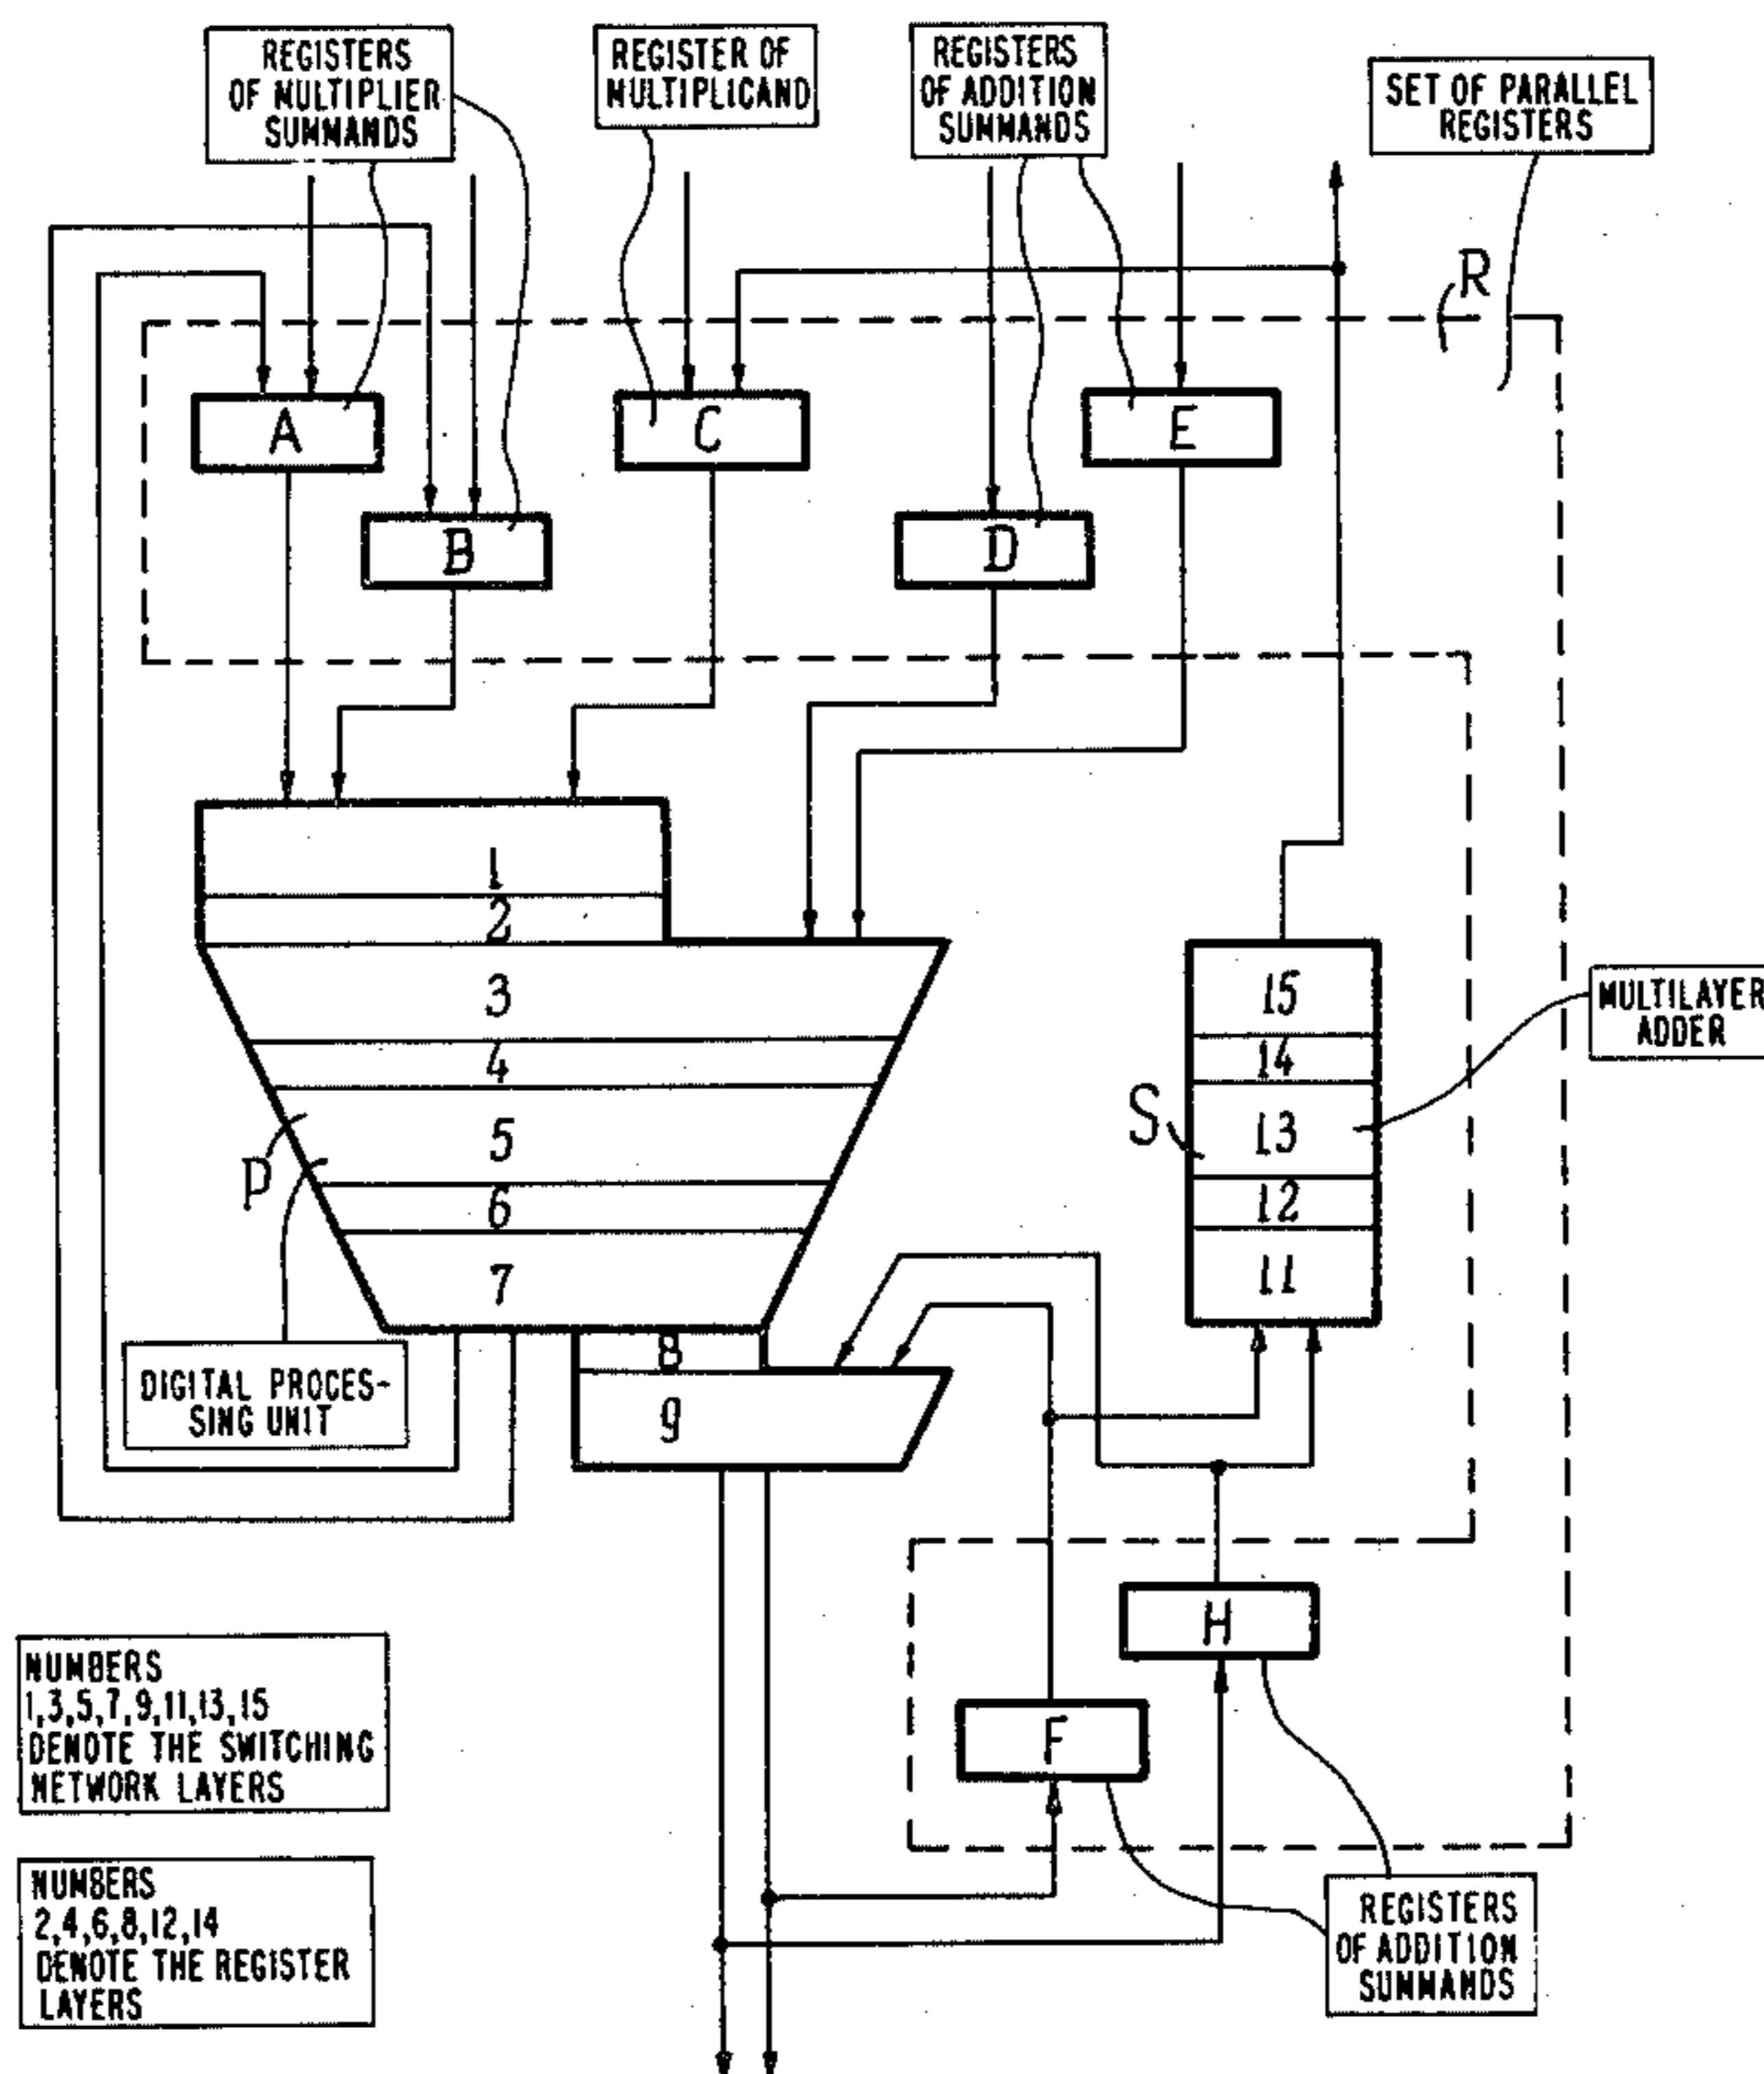 REGISTERS
OF MULTIPLIER
SUMMANDS
REGISTER OF
MULTIPLICAND
REGISTERS
OF ADDITION
SUMMANDS
SET OF PARALLEL
REGISTERS
R
A
C
E
B
D
1
2
3
4
5
6
7
8
9
P
15
14
13
12
11
S
MULTILAYER
ADDER
DIGITAL PROCES-
SING UNIT
H
F
NUMBERS
1,3,5,7,9,11,13,15
DENOTE THE SWITCHING
NETWORK LAYERS
NUMBERS
2,4,6,8,12,14
DENOTE THE REGISTER
LAYERS
REGISTERS
OF ADDITION
SUMMANDS